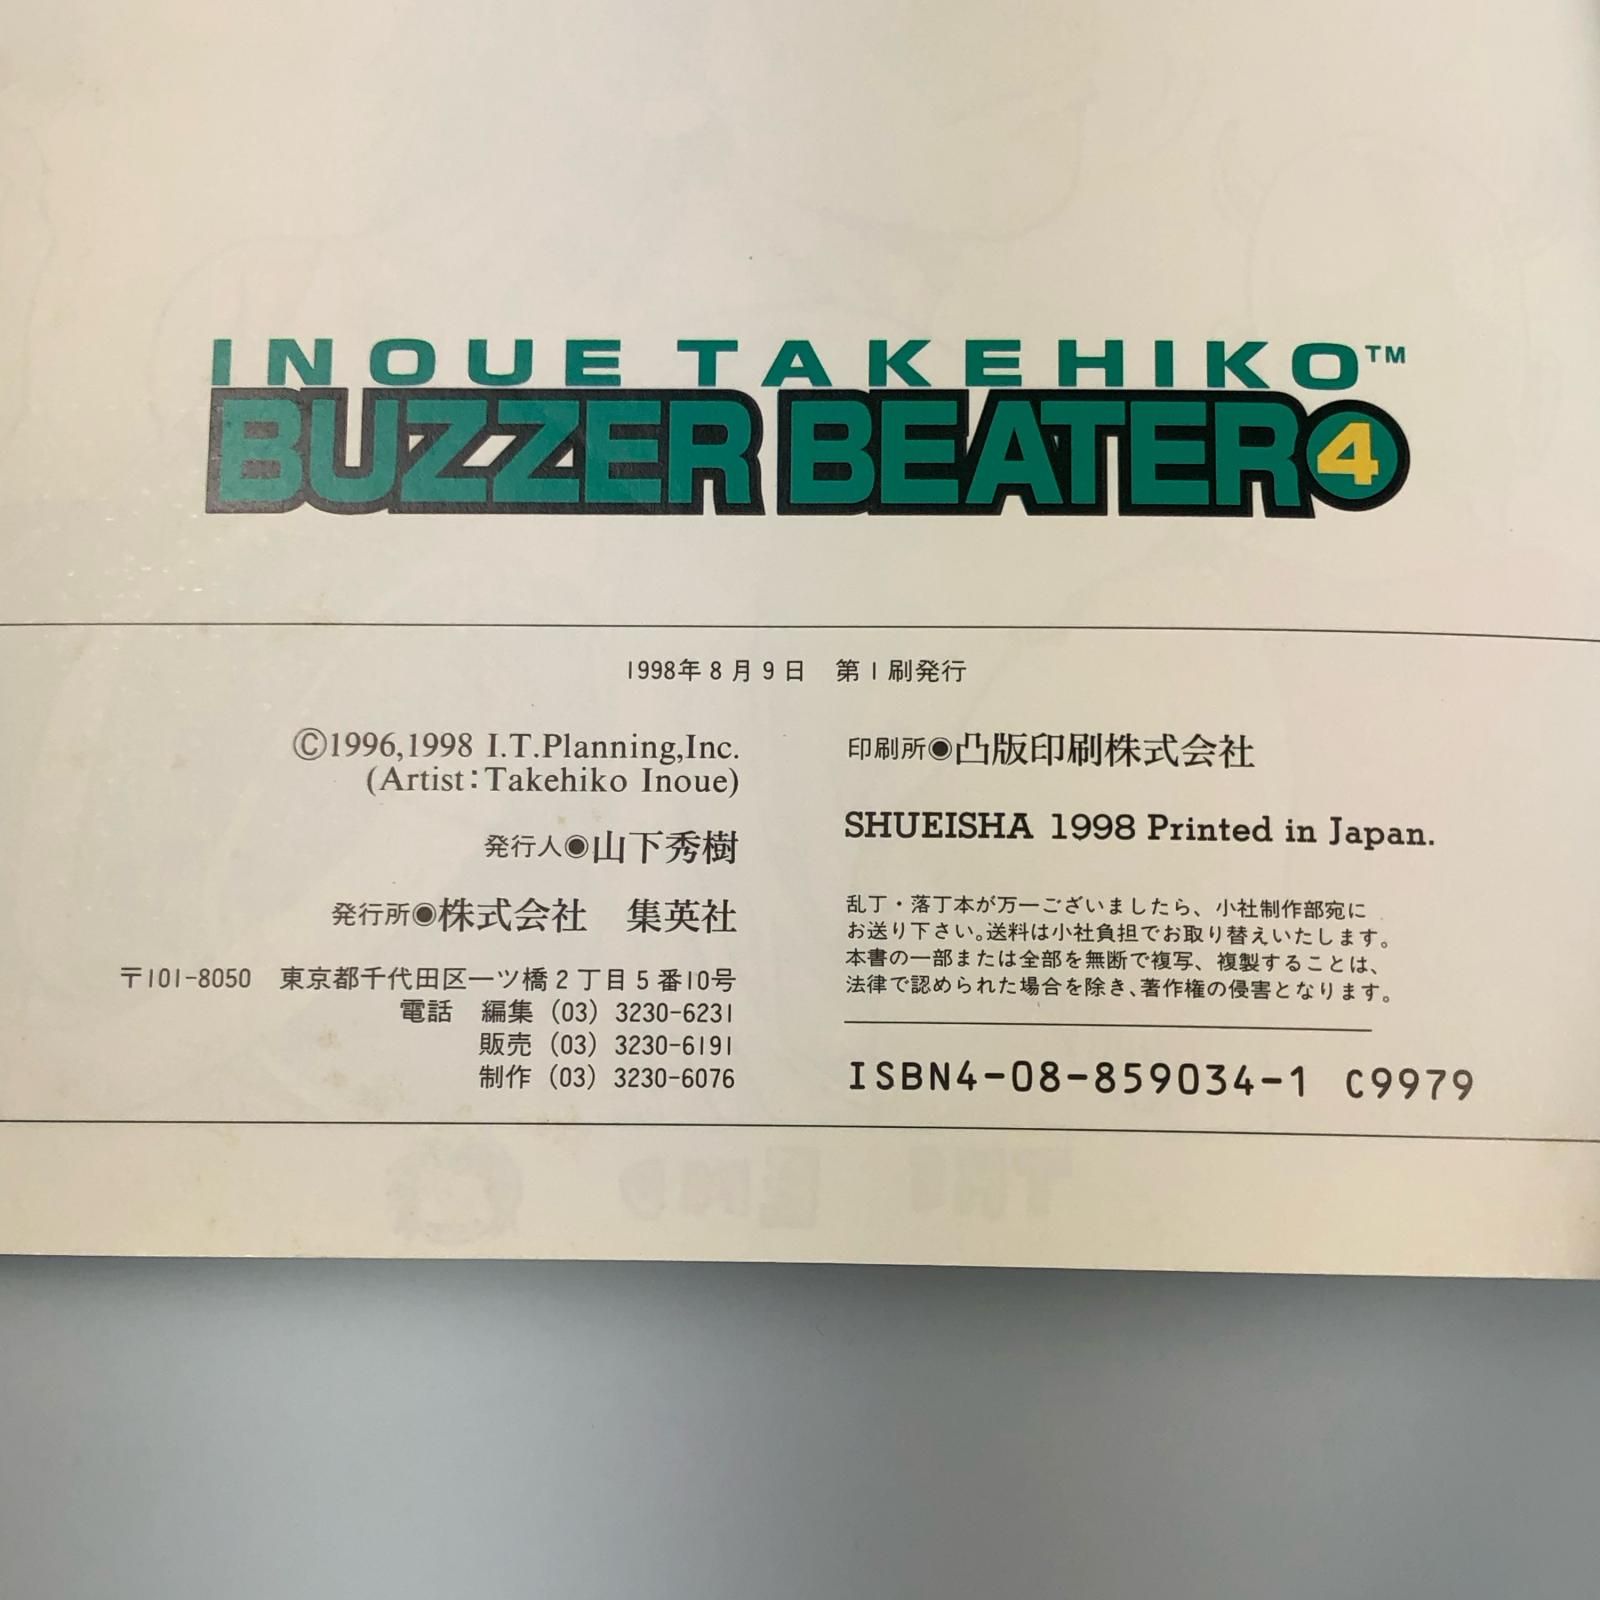 INOUE TAKEHIKO™
BUZZER BEATER④
1998年8月9日　第1刷発行
©1996,1998 I.T.Planning,Inc.
(Artist:Takehiko Inoue)
発行人◉山下秀樹
発行所◉株式会社　集英社
〒101-8050　東京都千代田区一ツ橋2丁目5番10号
電話　編集 (03) 3230-6231
販売 (03) 3230-6191
制作 (03) 3230-6076
印刷所◉凸版印刷株式会社
SHUEISHA 1998 Printed in Japan.
乱丁・落丁本が万一ございましたら、小社制作部宛に
お送り下さい。送料は小社負担でお取り替えいたします。
本書の一部または全部を無断で複写、複製することは、
法律で認められた場合を除き、著作権の侵害となります。
ISBN4-08-859034-1 C9979
THE END